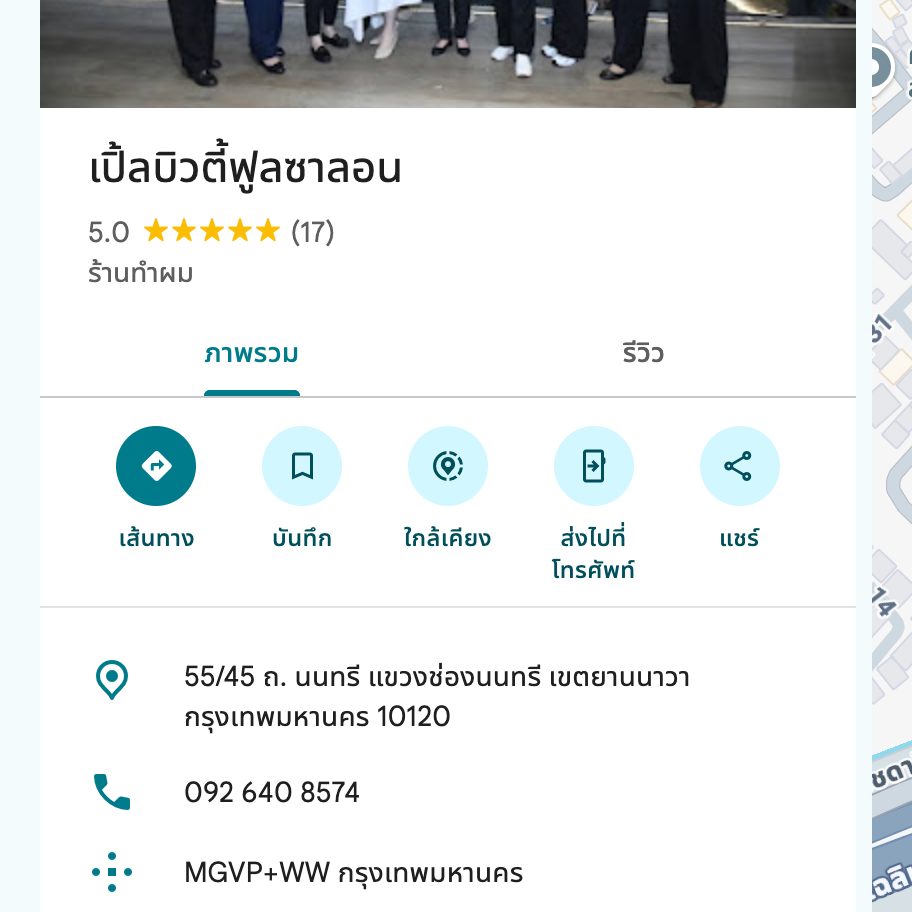 เปิ้ลบิวตี้ฟูลซาลอน
5.0 ★★★★★ (17)
ร้านทำผม
ภาพรวม รีวิว
เส้นทาง บันทึก ใกล้เคียง ส่งไปที่ แชร์
โทรศัพท์
55/45 ถ. นนทรี แขวงช่องนนทรี เขตยานนาวา
กรุงเทพมหานคร 10120
092 640 8574
MGVP+WW กรุงเทพมหานคร
14